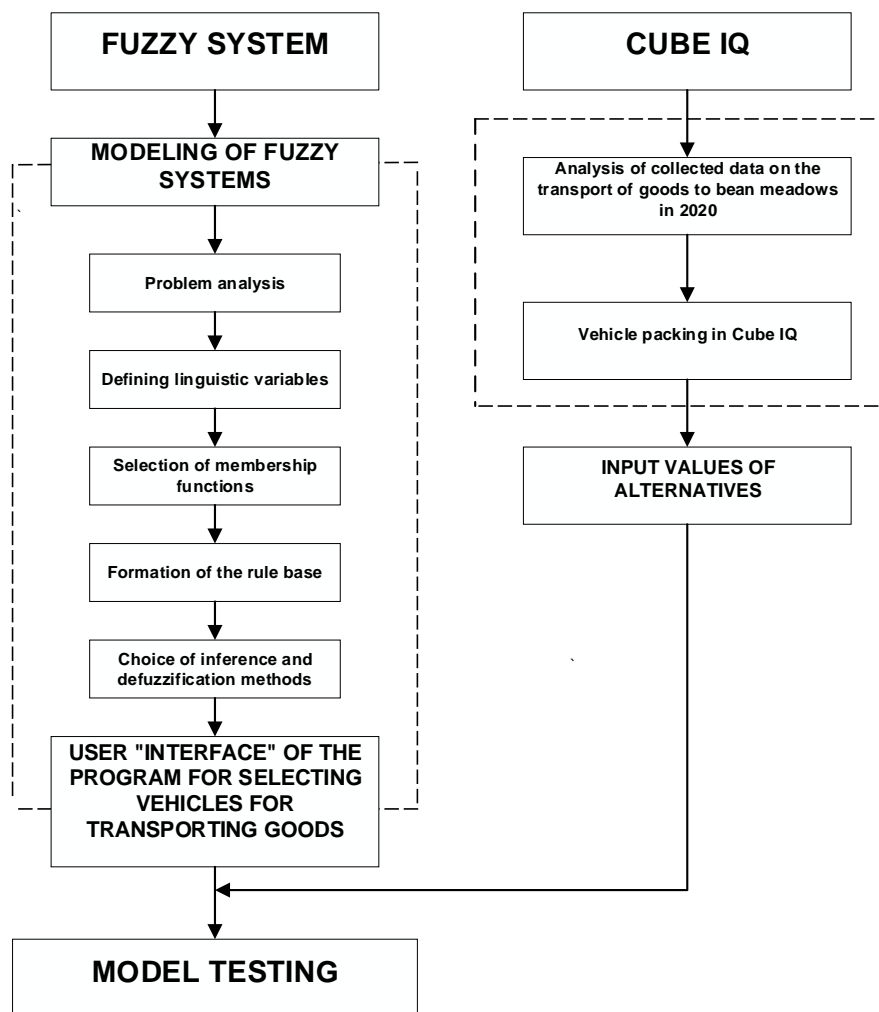 FUZZY SYSTEM
MODELING OF FUZZY
SYSTEMS
Problem analysis
Defining linguistic variables
Selection of membership
functions
Formation of the rule base
Choice of inference and
defuzzification methods
USER "INTERFACE" OF THE
PROGRAM FOR SELECTING
VEHICLES FOR
TRANSPORTING GOODS
CUBE IQ
Analysis of collected data on the
transport of goods to bean meadows
in 2020
Vehicle packing in Cube IQ
INPUT VALUES OF
ALTERNATIVES
MODEL TESTING